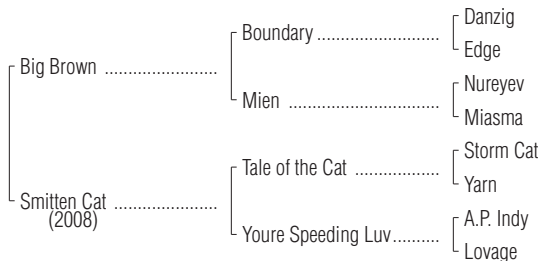 Danzig
Boundary ..........................
Edge
Big Brown ........................
Nureyev
Mien ................................
Miasma
Storm Cat
Tale of the Cat ..................
Yarn
Smitten Cat ......................
(2008)
A.P. Indy
Youre Speeding Luv..........
Lovage